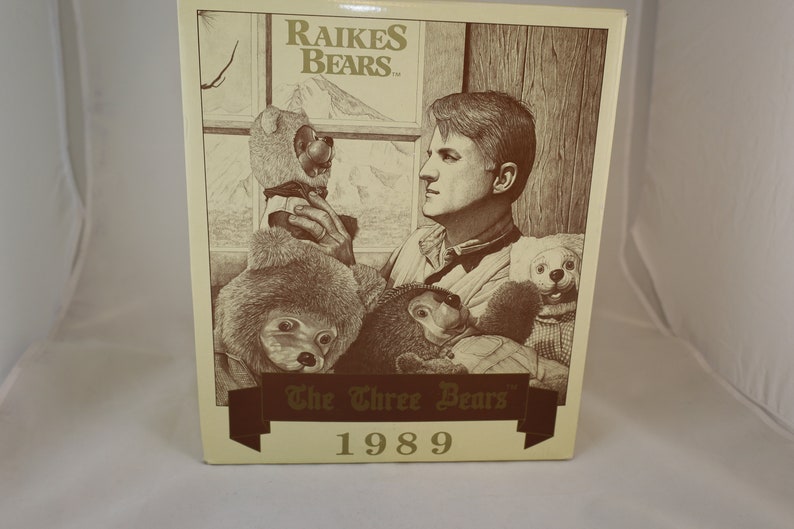 RAIKES
BEARS™
The Three Bears™
1989